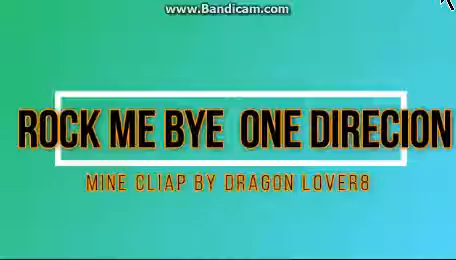 www.Bandicam.com
ROCK ME BYE ONE DIRECION
MINE CLIAP BY DRAGON LOVER8